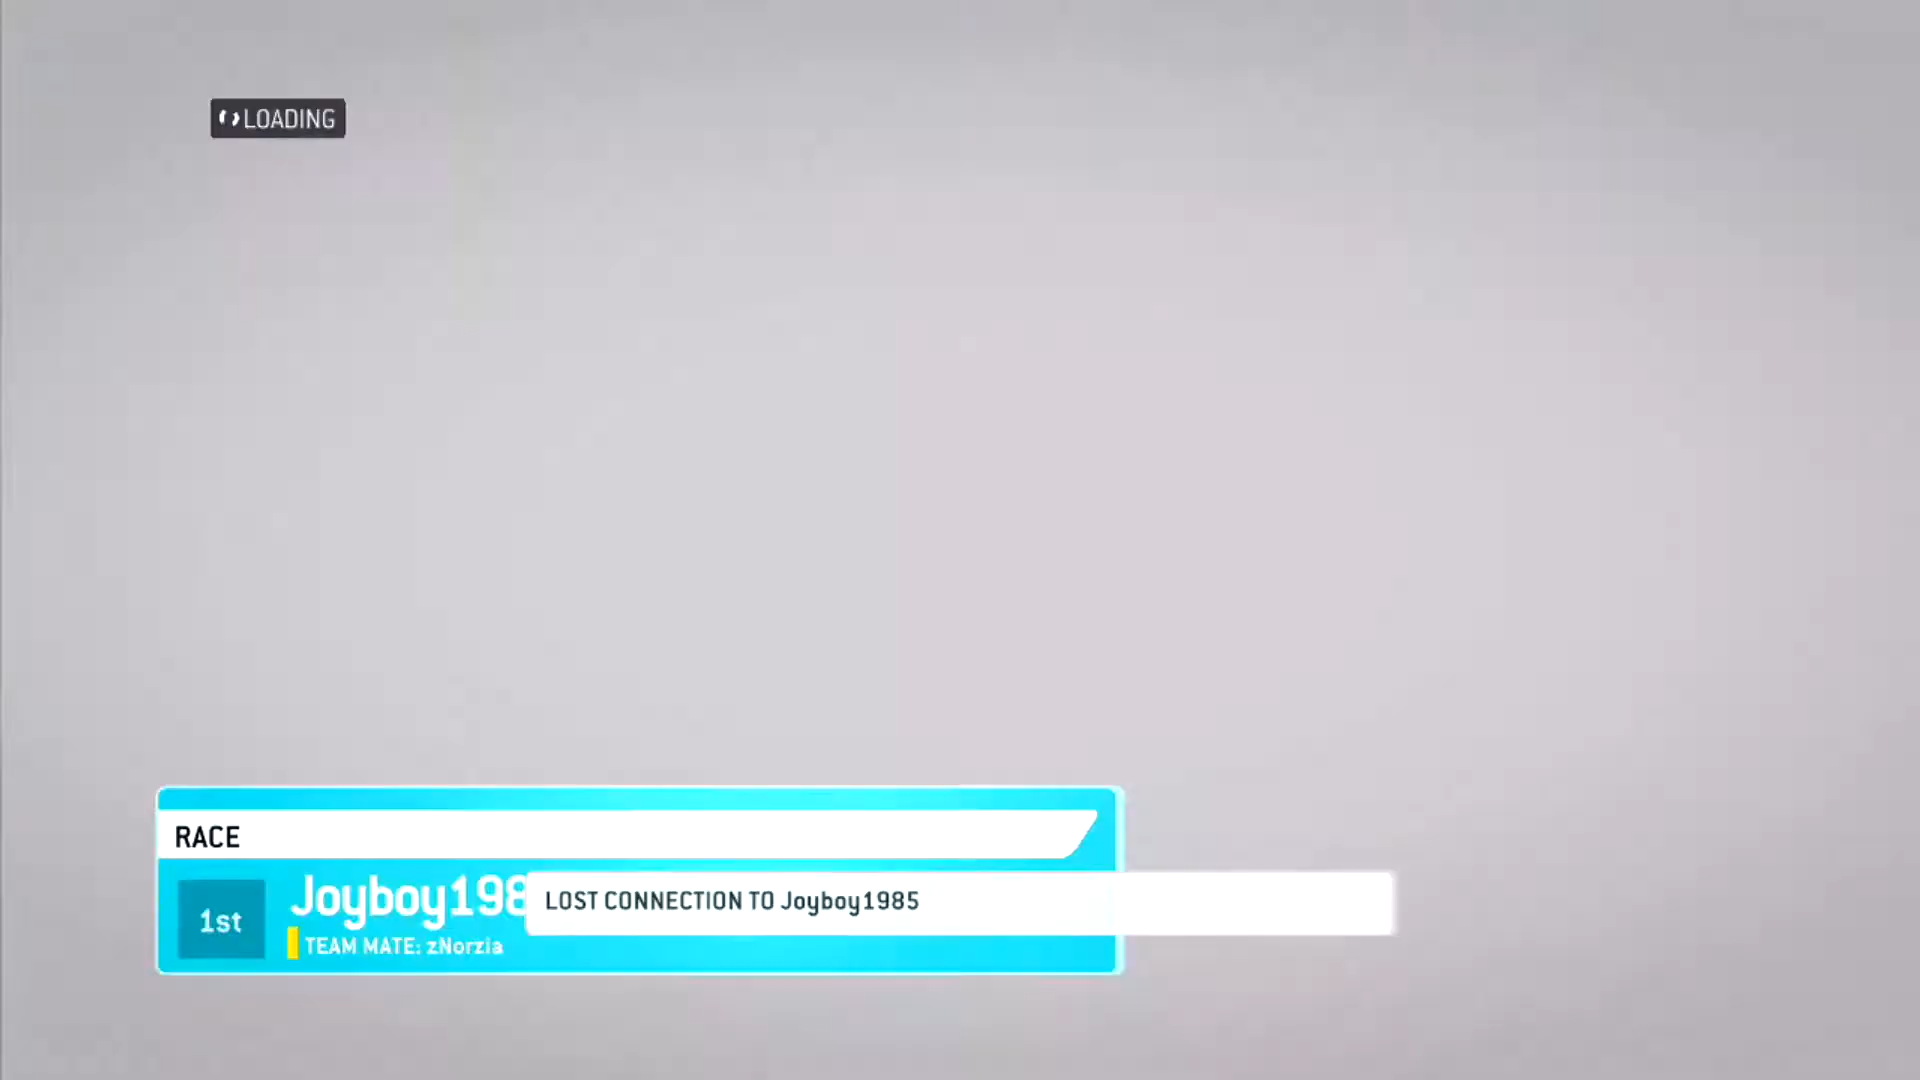 LOADING
RACE
1st
Joyboy198
LOST CONNECTION TO Joyboy1985
TEAM MATE: zNorzia